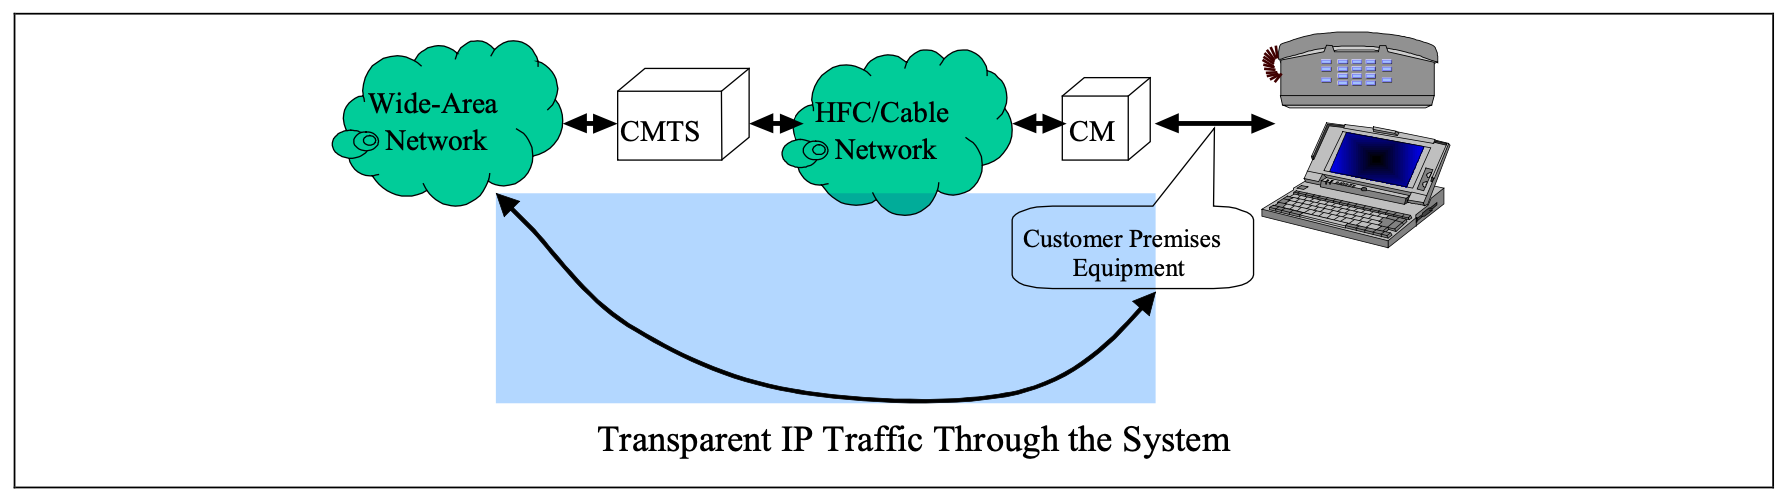 Wide-Area
Network
CMTS
HFC/Cable
Network
CM
Customer Premises
Equipment
Transparent IP Traffic Through the System